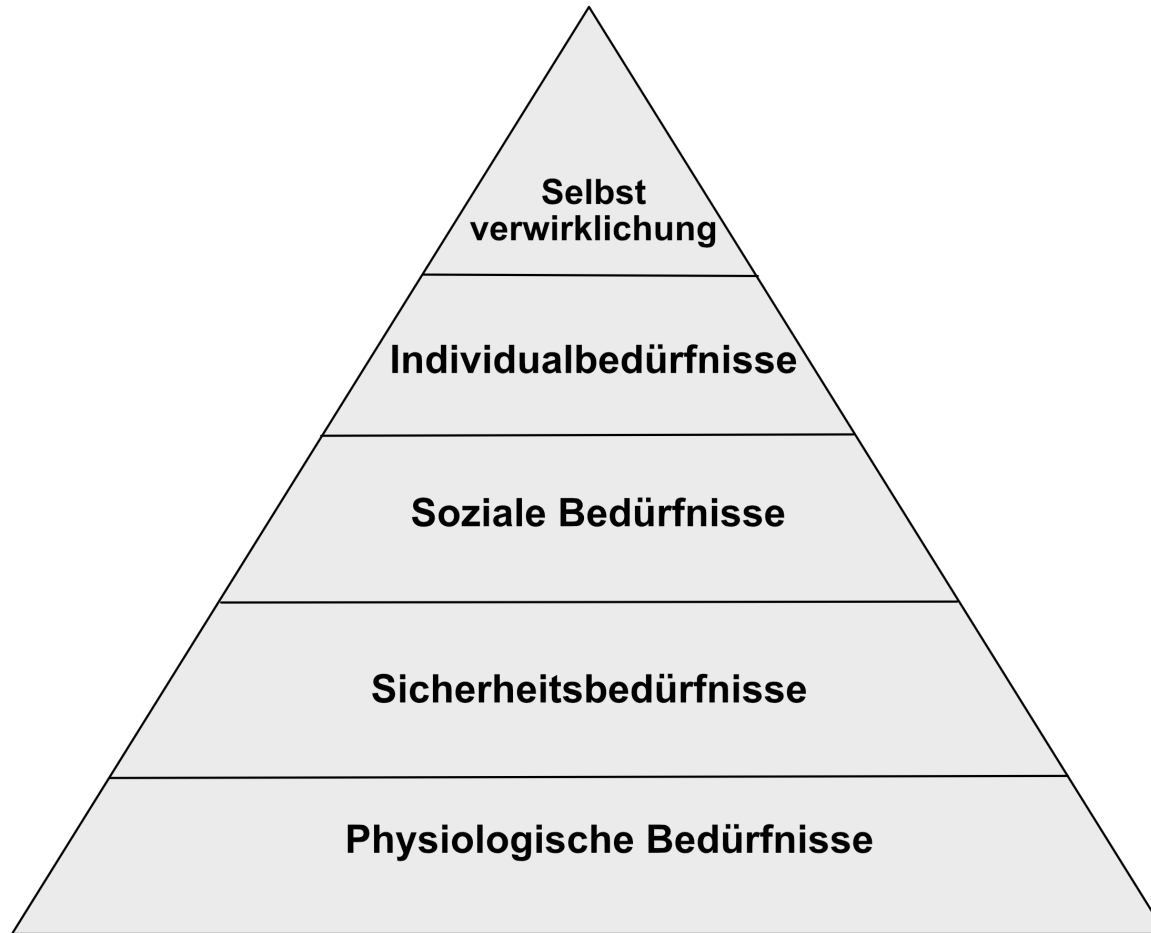 Selbst
verwirklichung
Individualbedürfnisse
Soziale Bedürfnisse
Sicherheitsbedürfnisse
Physiologische Bedürfnisse